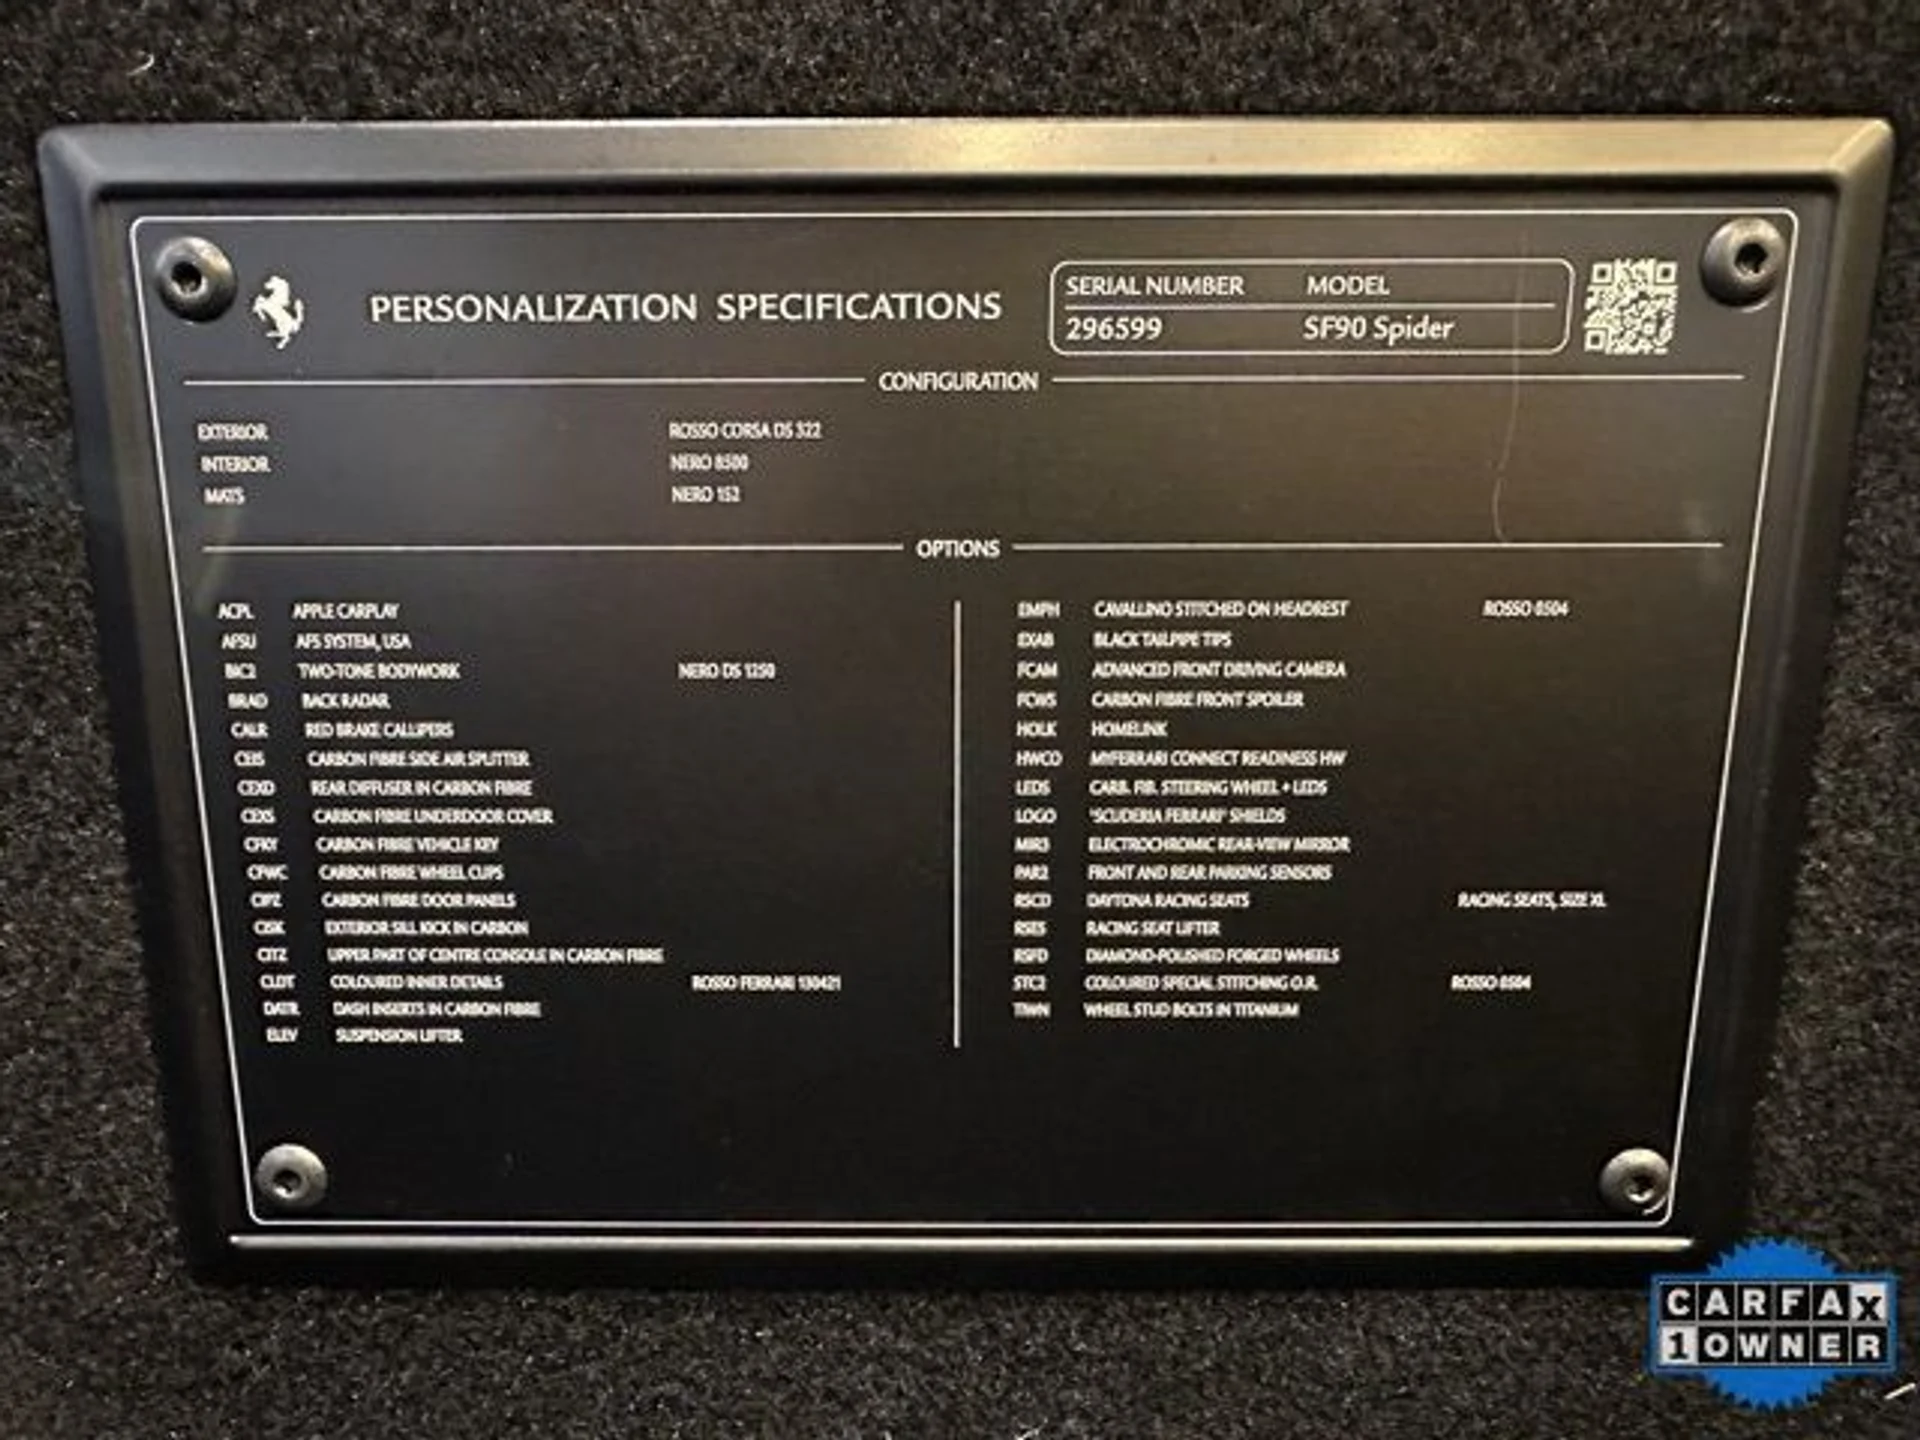 PERSONALIZATION SPECIFICATIONS
SERIAL NUMBER MODEL
296599 SF90 Spider
CONFIGURATION
EXTERIOR ROSSO CORSA DS 322
INTERIOR NERO 8500
MATS NERO 152
OPTIONS
ACPL APPLE CARPLAY
AFSU AFS SYSTEM, USA
BIC2 TWO-TONE BODYWORK NERO DS 1250
BRAD BACK RADAR
CALR RED BRAKE CALLIPERS
CEIS CARBON FIBRE SIDE AIR SPLITTER
CEXD REAR DIFFUSER IN CARBON FIBRE
CEXS CARBON FIBRE UNDERDOOR COVER
CFKY CARBON FIBRE VEHICLE KEY
CFWC CARBON FIBRE WHEEL CUPS
CIPZ CARBON FIBRE DOOR PANELS
CISK EXTERIOR SILL KICK IN CARBON
CITZ UPPER PART OF CENTRE CONSOLE IN CARBON FIBRE
CLDT COLOURED INNER DETAILS ROSSO FERRARI 130421
DATR DASH INSERTS IN CARBON FIBRE
ELEV SUSPENSION LIFTER
EMPH CAVALLINO STITCHED ON HEADREST ROSSO 8504
EXAB BLACK TAILPIPE TIPS
FCAM ADVANCED FRONT DRIVING CAMERA
FCWS CARBON FIBRE FRONT SPOILER
HOLK HOMELINK
HWCO MYFERRARI CONNECT READINESS HW
LEDS CARB. FIB. STEERING WHEEL + LEDS
LOGO "SCUDERIA FERRARI" SHIELDS
MIR3 ELECTROCHROMIC REAR-VIEW MIRROR
PAR2 FRONT AND REAR PARKING SENSORS
RSCD DAYTONA RACING SEATS RACING SEATS, SIZE XL
RSES RACING SEAT LIFTER
RSFD DIAMOND-POLISHED FORGED WHEELS
STC2 COLOURED SPECIAL STITCHING O.R. ROSSO 8504
TIWN WHEEL STUD BOLTS IN TITANIUM
CARFAX
1 OWNER